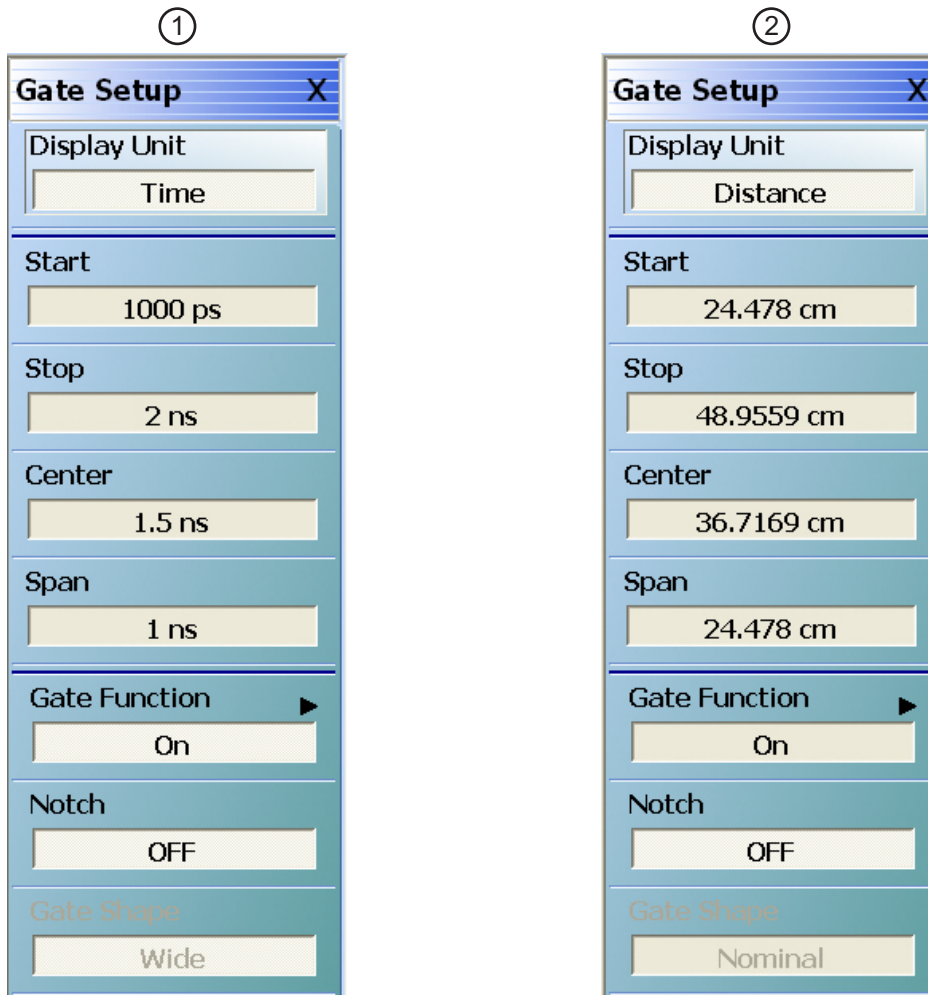 1
Gate Setup X
Display Unit
Time
Start
1000 ps
Stop
2 ns
Center
1.5 ns
Span
1 ns
Gate Function
On
Notch
OFF
Gate Shape
Wide
2
Gate Setup X
Display Unit
Distance
Start
24.478 cm
Stop
48.9559 cm
Center
36.7169 cm
Span
24.478 cm
Gate Function
On
Notch
OFF
Gate Shape
Nominal